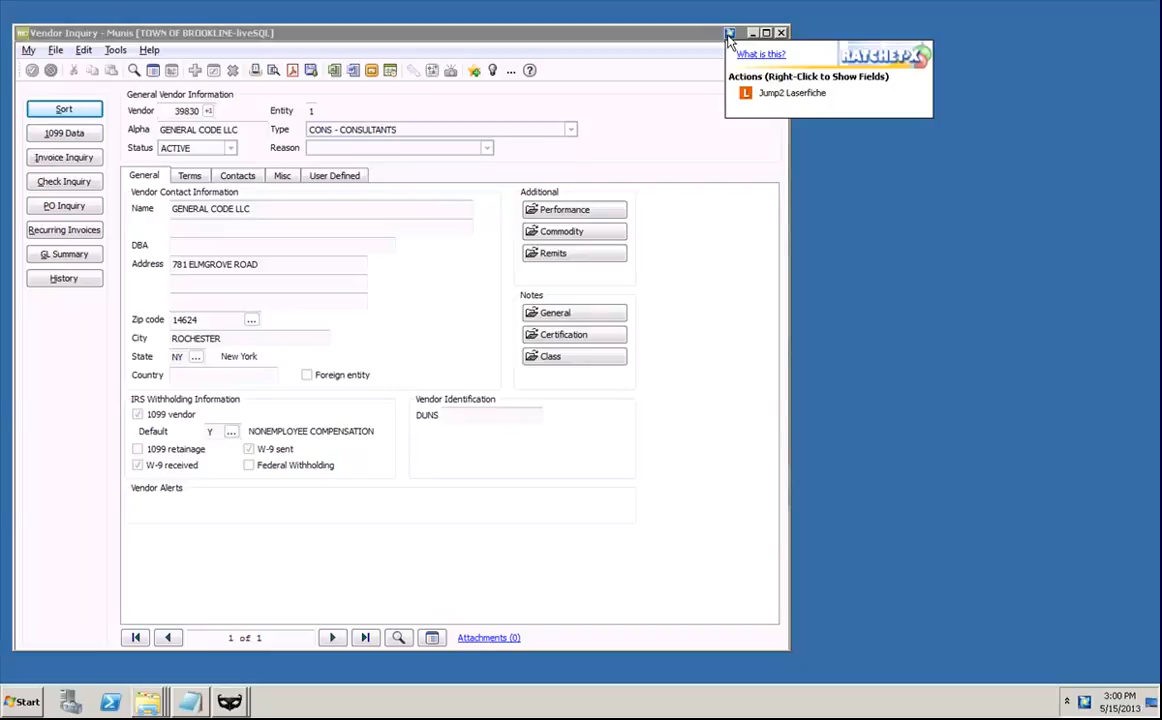 Vendor Inquiry - Munis [TOWN OF BROOKLINE-liveSQL]
My File Edit Tools Help
What is this?
RATCHET-X
Actions (Right-Click to Show Fields)
L Jump2 Laserfiche
Sort
1099 Data
Invoice Inquiry
Check Inquiry
PO Inquiry
Recurring Invoices
GL Summary
History
General Vendor Information
Vendor 39830 +1 Entity 1
Alpha GENERAL CODE LLC Type CONS - CONSULTANTS
Status ACTIVE Reason
General Terms Contacts Misc User Defined
Vendor Contact Information
Name GENERAL CODE LLC
DBA
Address 781 ELMGROVE ROAD
Zip code 14624 ...
City ROCHESTER
State NY ... New York
Country Foreign entity
Additional
Performance
Commodity
Remits
Notes
General
Certification
Class
IRS Withholding Information
1099 vendor
Default Y ... NONEMPLOYEE COMPENSATION
1099 retainage W-9 sent
W-9 received Federal Withholding
Vendor Identification
DUNS
Vendor Alerts
1 of 1 Attachments (0)
Start
3:00 PM
5/15/2013